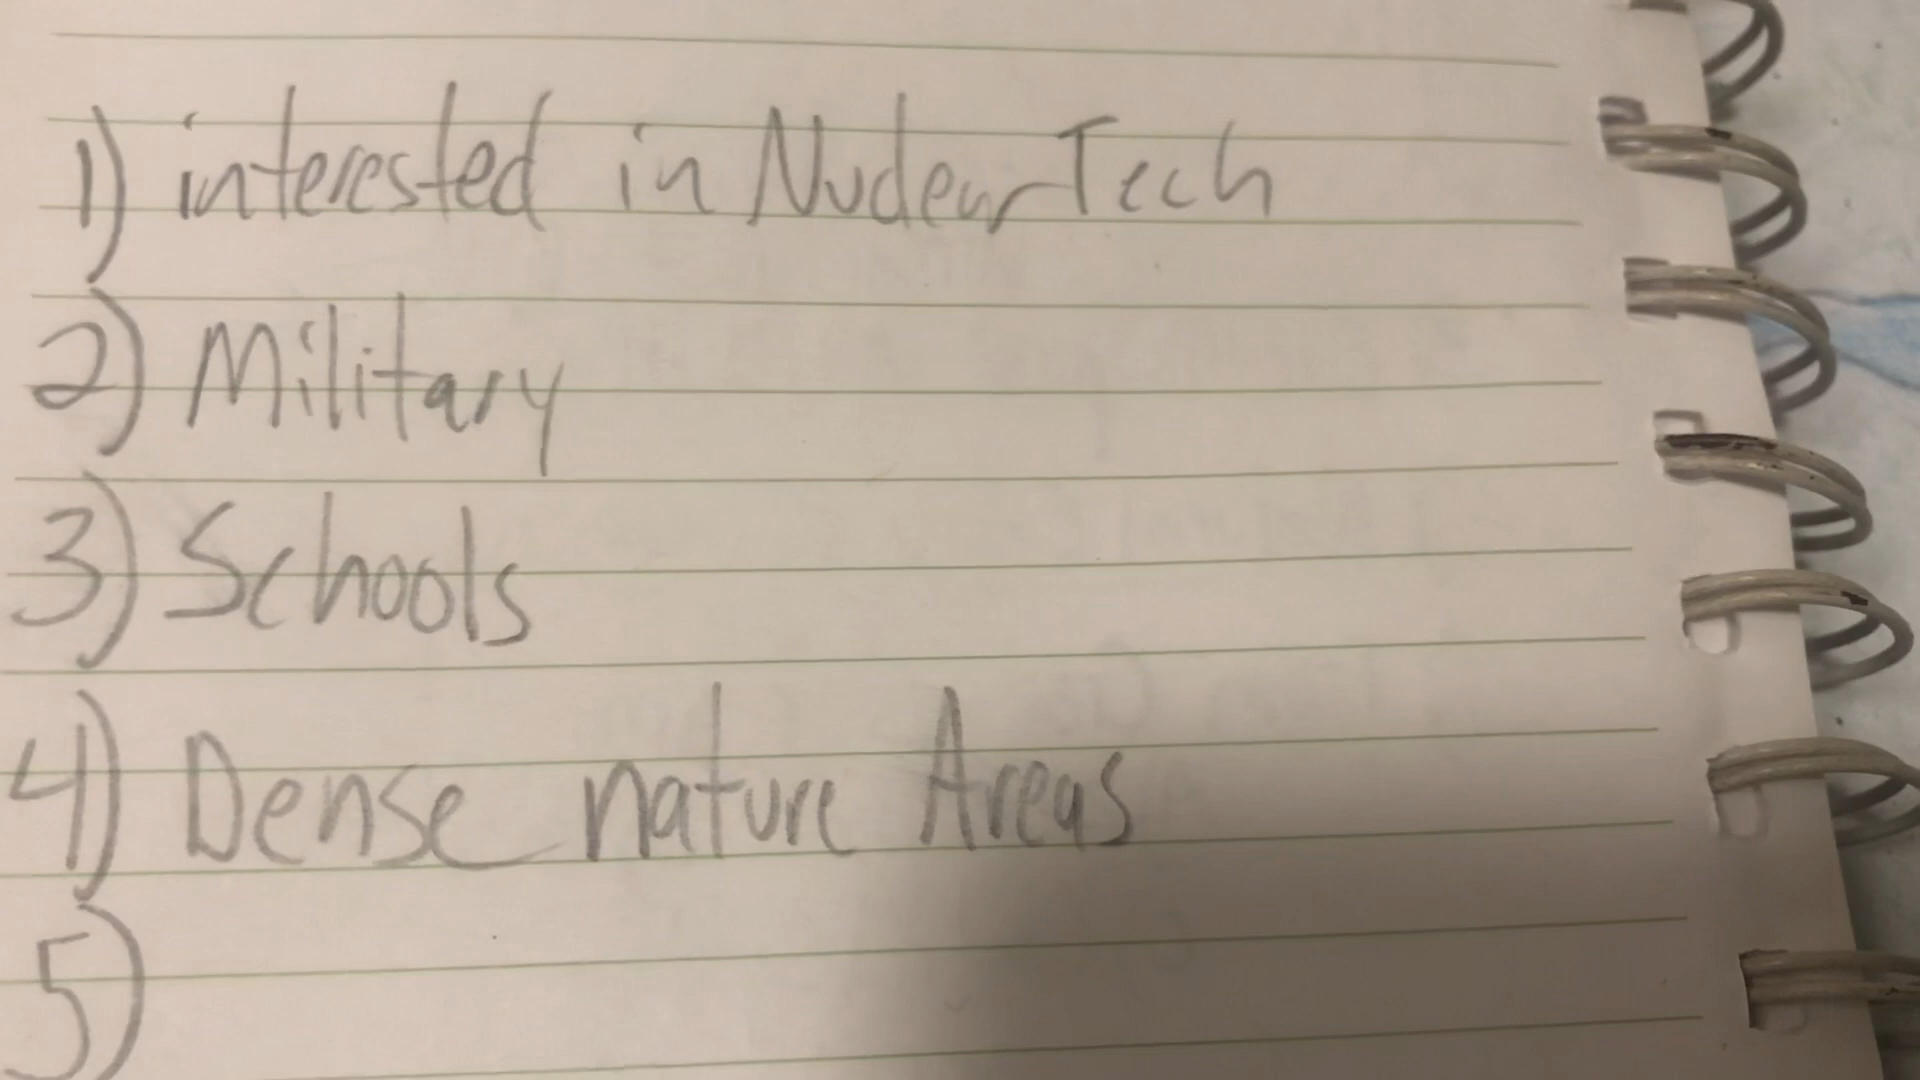 1) interested in Nuclear Tech
2) Military
3) Schools
4) Dense nature Areas
5)